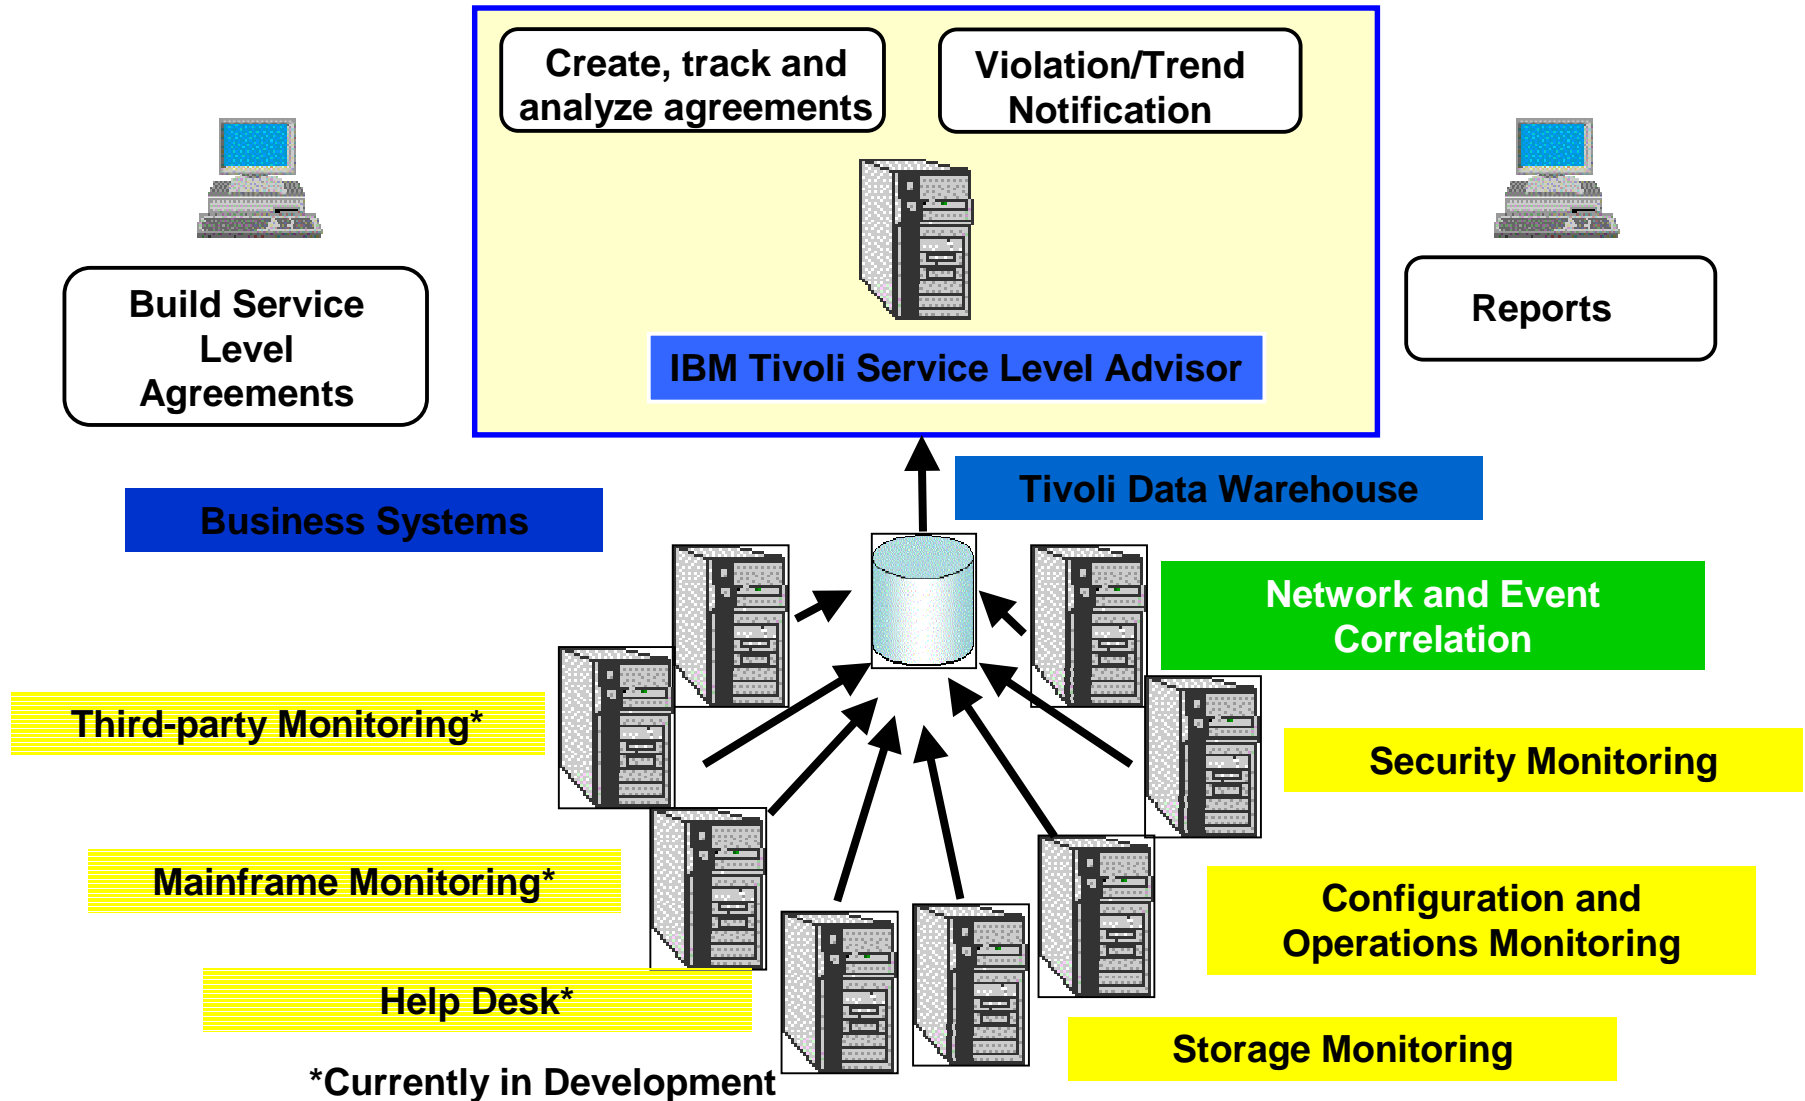 Create, track and
analyze agreements
Violation/Trend
Notification
Build Service
Level
Agreements
Reports
IBM Tivoli Service Level Advisor
Tivoli Data Warehouse
Business Systems
Network and Event
Correlation
Third-party Monitoring*
Security Monitoring
Mainframe Monitoring*
Configuration and
Operations Monitoring
Help Desk*
Storage Monitoring
*Currently in Development